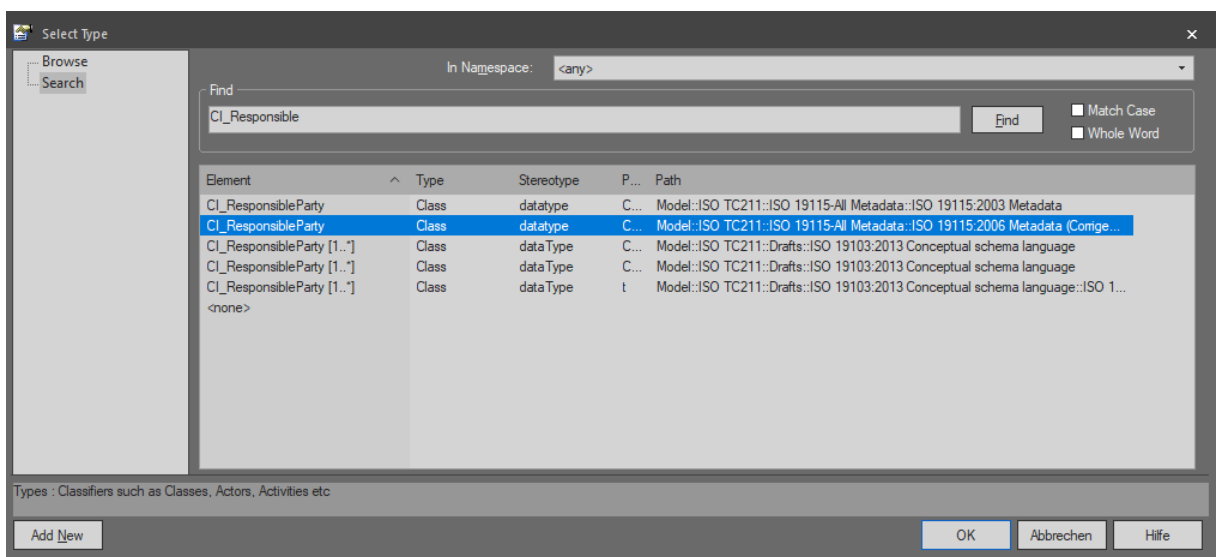 Select Type
Browse
Search
In Namespace: <any>
Find
CI_Responsible
Find
Match Case
Whole Word
Element Type Stereotype P... Path
CI_ResponsibleParty Class datatype C... Model::ISO TC211::ISO 19115-All Metadata::ISO 19115:2003 Metadata
CI_ResponsibleParty Class datatype C... Model::ISO TC211::ISO 19115-All Metadata::ISO 19115:2006 Metadata (Corrige...
CI_ResponsibleParty [1..*] Class dataType C... Model::ISO TC211::Drafts::ISO 19103:2013 Conceptual schema language
CI_ResponsibleParty [1..*] Class dataType C... Model::ISO TC211::Drafts::ISO 19103:2013 Conceptual schema language
CI_ResponsibleParty [1..*] Class dataType t Model::ISO TC211::Drafts::ISO 19103:2013 Conceptual schema language::ISO 1...
<none>
Types : Classifiers such as Classes, Actors, Activities etc
Add New
OK
Abbrechen
Hilfe